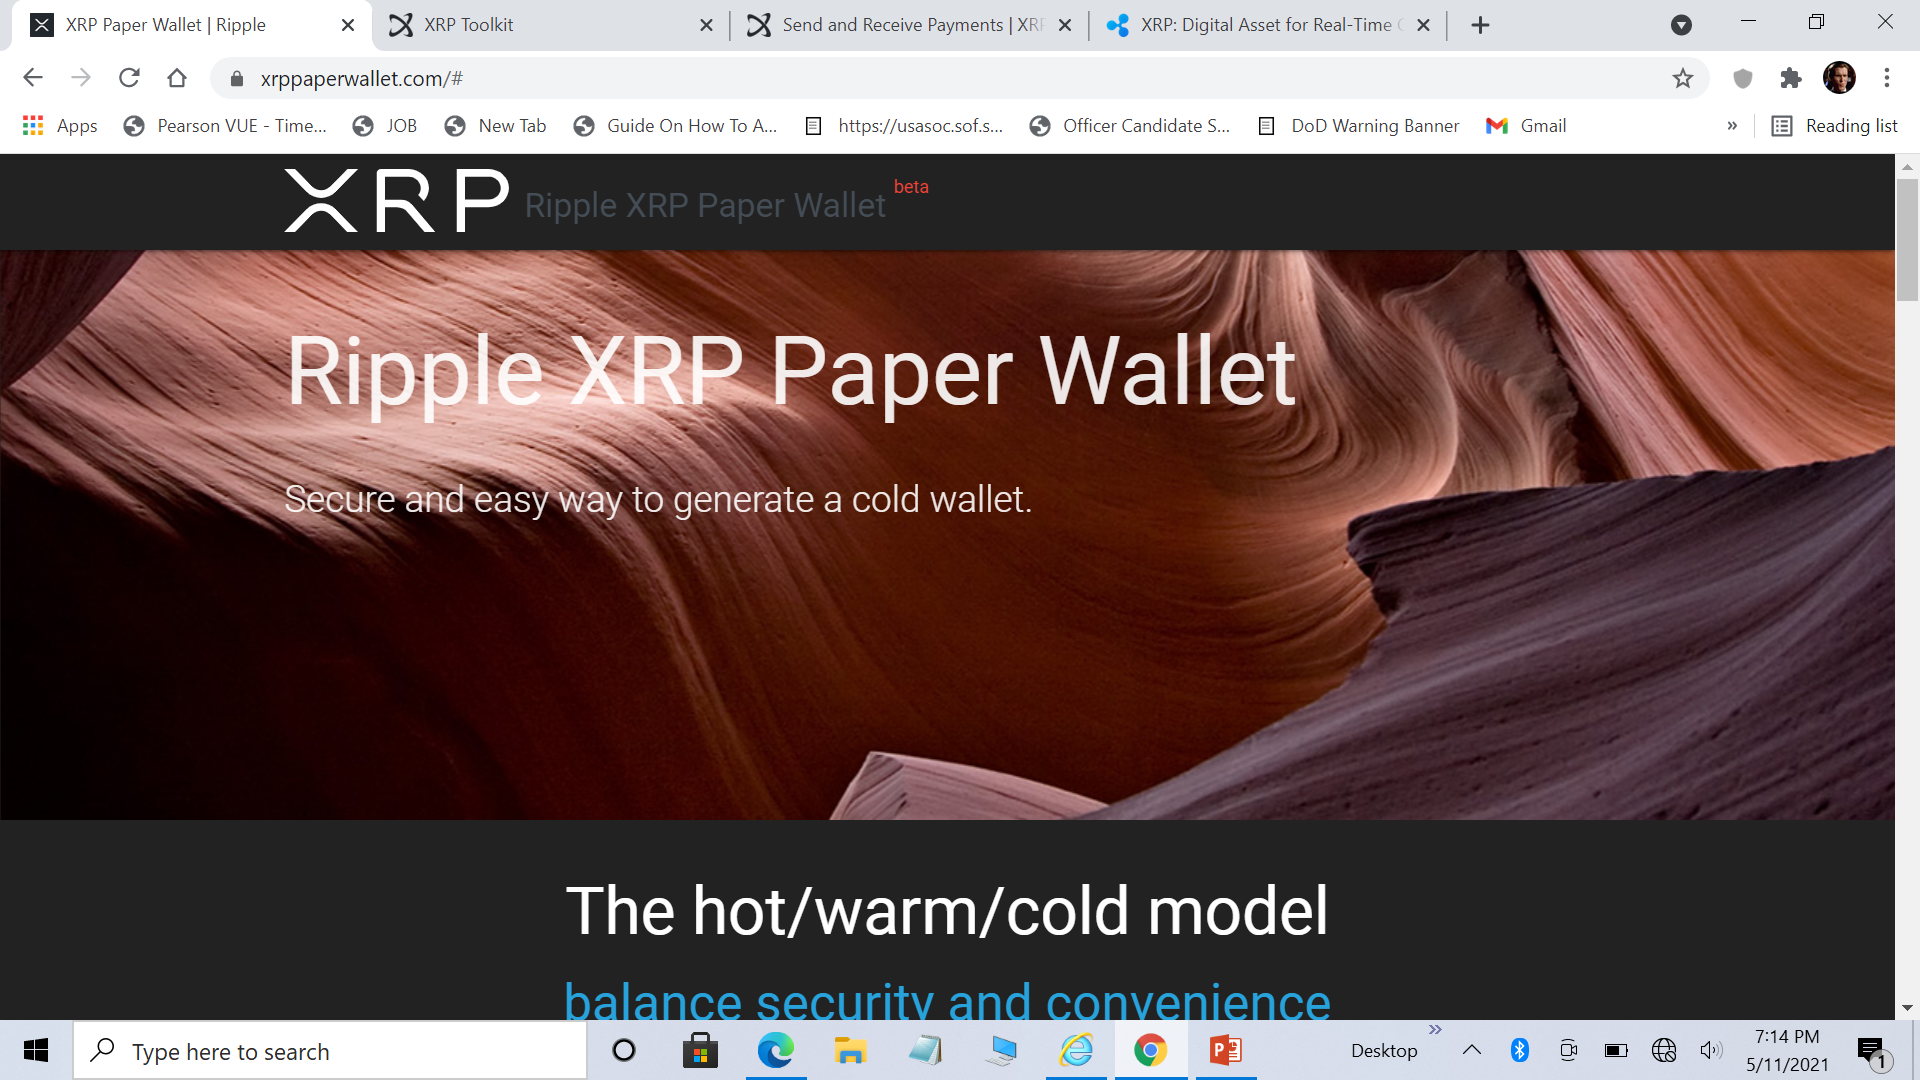 XRP Paper Wallet | Ripple
XRP Toolkit
Send and Receive Payments | XRP
XRP: Digital Asset for Real-Time
xrppaperwallet.com/#
Apps
Pearson VUE - Time...
JOB
New Tab
Guide On How To A...
https://usasoc.sof.s...
Officer Candidate S...
DoD Warning Banner
Gmail
»
Reading list
XRP Ripple XRP Paper Wallet beta
Ripple XRP Paper Wallet
Secure and easy way to generate a cold wallet.
The hot/warm/cold model
balance security and convenience
Type here to search
Desktop
»
7:14 PM
5/11/2021
1